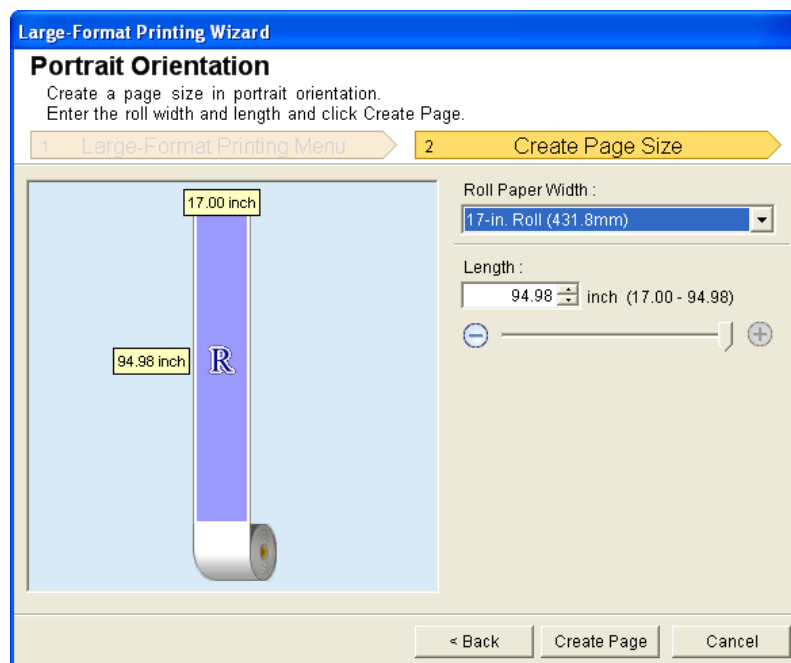 Large-Format Printing Wizard
Portrait Orientation
Create a page size in portrait orientation.
Enter the roll width and length and click Create Page.
1 Large-Format Printing Menu
2 Create Page Size
17.00 inch
94.98 inch
R
Roll Paper Width :
17-in. Roll (431.8mm)
Length :
94.98 inch (17.00 - 94.98)
< Back
Create Page
Cancel